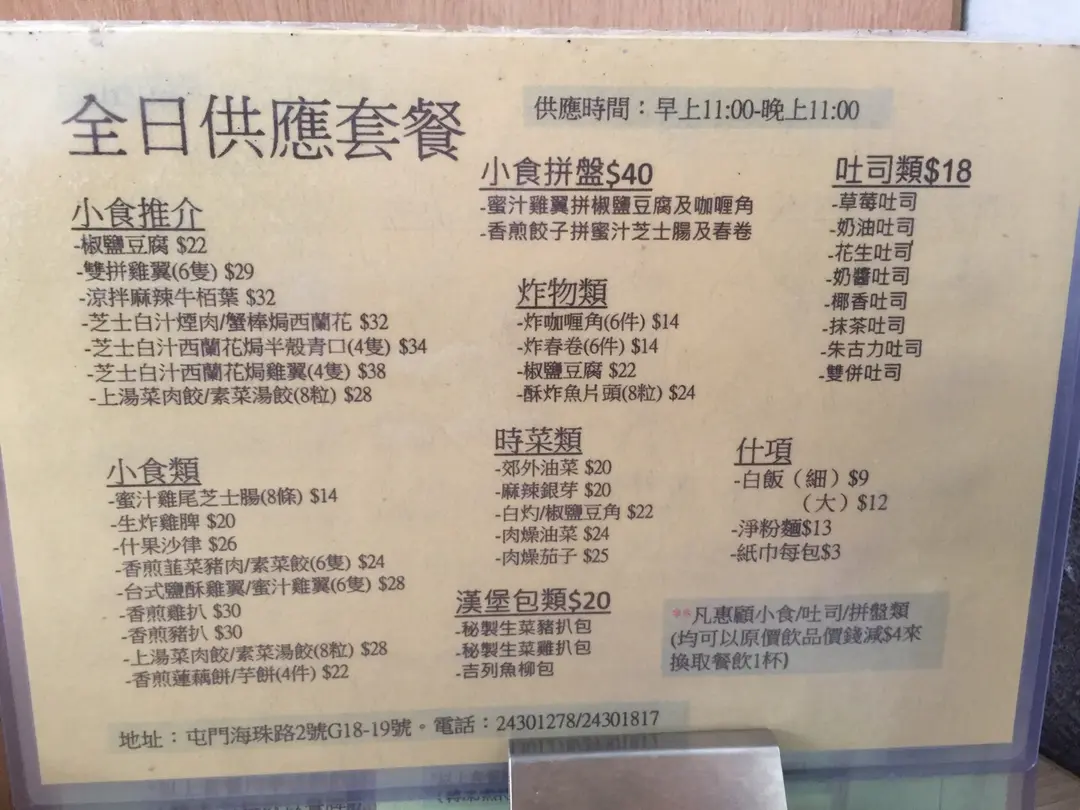 全日供應套餐
供應時間：早上11:00-晚上11:00
小食推介
-椒鹽豆腐 $22
-雙拼雞翼(6隻) $29
-涼拌麻辣牛栢葉 $32
-芝士白汁煙肉/蟹棒焗西蘭花 $32
-芝士白汁西蘭花焗半殼青口(4隻) $34
-芝士白汁西蘭花焗雞翼(4隻) $38
-上湯菜肉餃/素菜湯餃(8粒) $28
小食類
-蜜汁雞尾芝士腸(8條) $14
-生炸雞脾 $20
-什果沙律 $26
-香煎韮菜豬肉/素菜餃(6隻) $24
-台式鹽酥雞翼/蜜汁雞翼(6隻) $28
-香煎雞扒 $30
-香煎豬扒 $30
-上湯菜肉餃/素菜湯餃(8粒) $28
-香煎蓮藕餅/芋餅(4件) $22
小食拼盤$40
-蜜汁雞翼拼椒鹽豆腐及咖喱角
-香煎餃子拼蜜汁芝士腸及春卷
炸物類
-炸咖喱角(6件) $14
-炸春卷(6件) $14
-椒鹽豆腐 $22
-酥炸魚片頭(8粒) $24
時菜類
-郊外油菜 $20
-麻辣銀芽 $20
-白灼/椒鹽豆角 $22
-肉燥油菜 $24
-肉燥茄子 $25
漢堡包類$20
-秘製生菜豬扒包
-秘製生菜雞扒包
-吉列魚柳包
吐司類$18
-草莓吐司
-奶油吐司
-花生吐司
-奶醬吐司
-椰香吐司
-抹茶吐司
-朱古力吐司
-雙併吐司
什項
-白飯（細）$9
（大）$12
-淨粉麵$13
-紙巾每包$3
**凡惠顧小食/吐司/拼盤類
(均可以原價飲品價錢減$4來
換取餐飲1杯)
地址：屯門海珠路2號G18-19號。電話：24301278/24301817